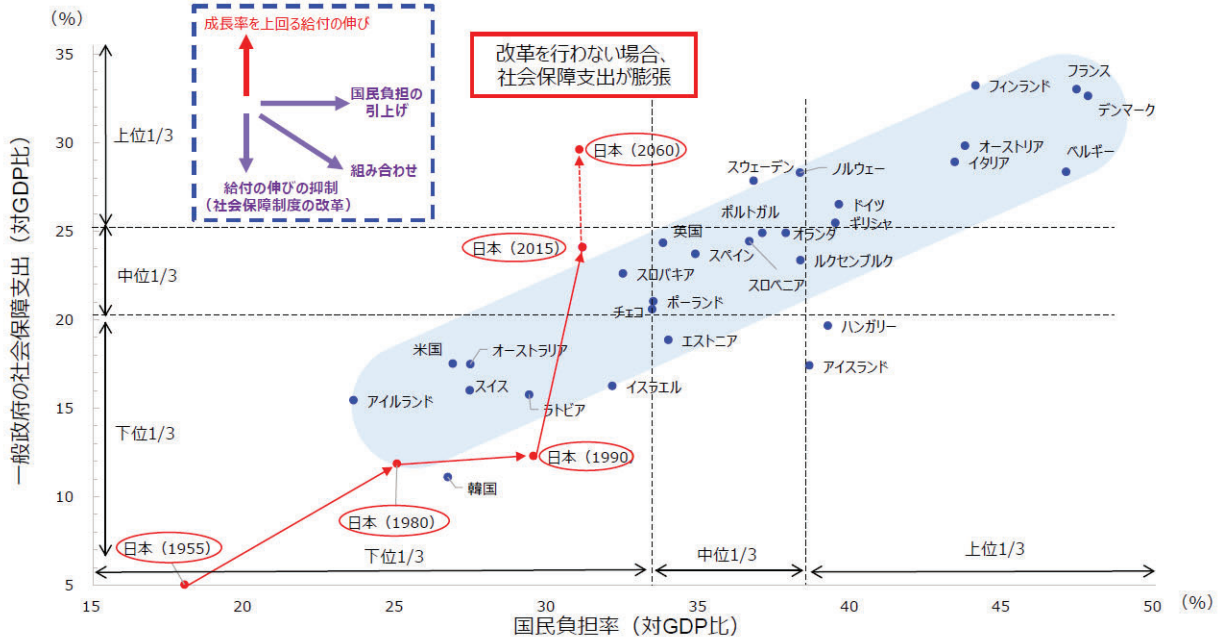 (%)
成長率を上回る給付の伸び
国民負担の
引上げ
組み合わせ
給付の伸びの抑制
（社会保障制度の改革）
改革を行わない場合、
社会保障支出が膨張
一般政府の社会保障支出（対GDP比）
35
30
25
20
15
10
5
上位1/3
中位1/3
下位1/3
フィンランド
フランス
デンマーク
オーストリア
イタリア
ベルギー
日本（2060）
スウェーデン
ノルウェー
ドイツ
ギリシャ
ポルトガル
オランダ
英国
スペイン
スロベニア
ルクセンブルク
日本（2015）
スロバキア
ポーランド
チェコ
エストニア
ハンガリー
アイスランド
米国
オーストラリア
スイス
ラトビア
イスラエル
アイルランド
日本（1990）
韓国
日本（1980）
日本（1955）
下位1/3
中位1/3
上位1/3
15
20
25
30
35
40
45
50
(%)
国民負担率（対GDP比）